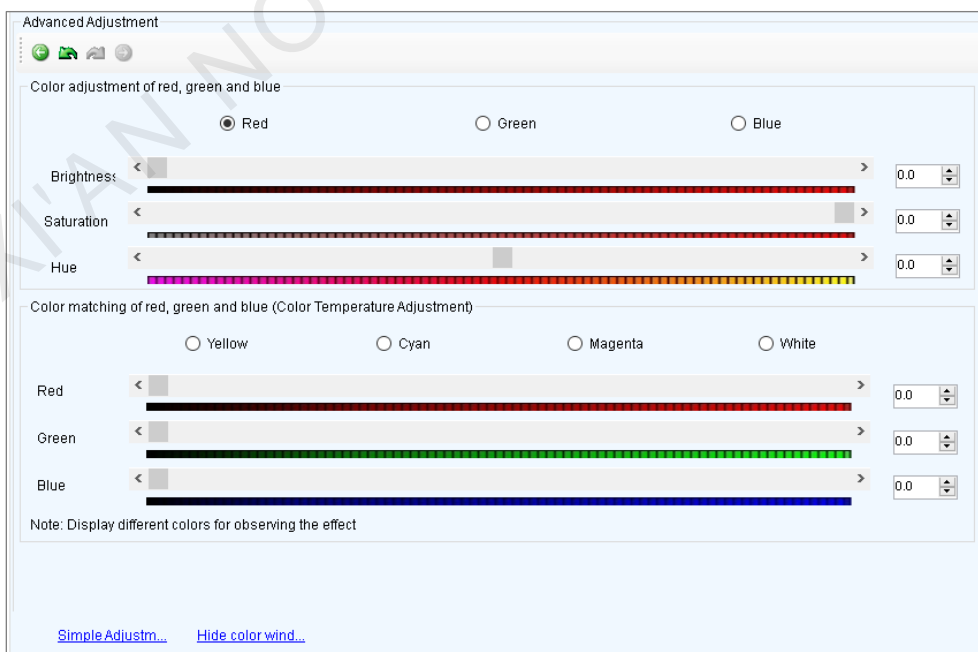 Advanced Adjustment
Color adjustment of red, green and blue
Red Green Blue
Brightness 0.0
Saturation 0.0
Hue 0.0
Color matching of red, green and blue (Color Temperature Adjustment)
Yellow Cyan Magenta White
Red 0.0
Green 0.0
Blue 0.0
Note: Display different colors for observing the effect
Simple Adjustm... Hide color wind...
XI'AN NO